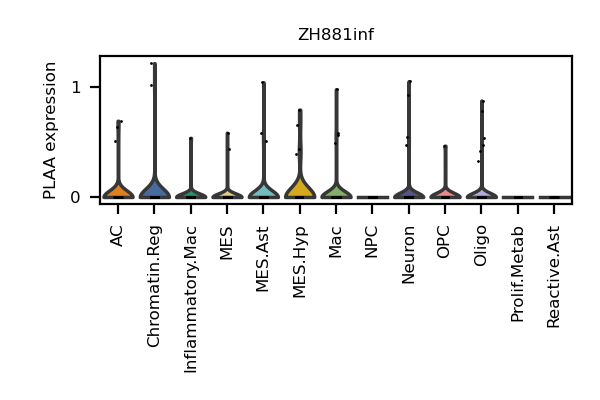 ZH881inf
PLAA expression
1
0
AC
Chromatin.Reg
Inflammatory.Mac
MES
MES.Ast
MES.Hyp
Mac
NPC
Neuron
OPC
Oligo
Prolif.Metab
Reactive.Ast